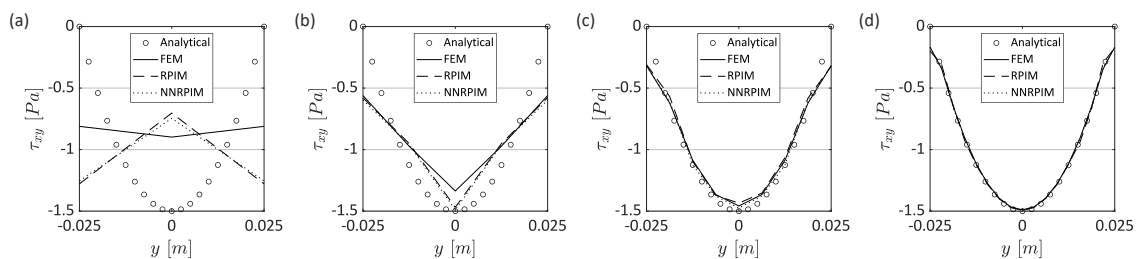 (a)
0
-0.5
-1
-1.5
τxy [Pa]
Analytical
FEM
RPIM
NNRPIM
-0.025
0
0.025
y [m]
(b)
0
-0.5
-1
-1.5
τxy [Pa]
Analytical
FEM
RPIM
NNRPIM
-0.025
0
0.025
y [m]
(c)
0
-0.5
-1
-1.5
τxy [Pa]
Analytical
FEM
RPIM
NNRPIM
-0.025
0
0.025
y [m]
(d)
0
-0.5
-1
-1.5
τxy [Pa]
Analytical
FEM
RPIM
NNRPIM
-0.025
0
0.025
y [m]